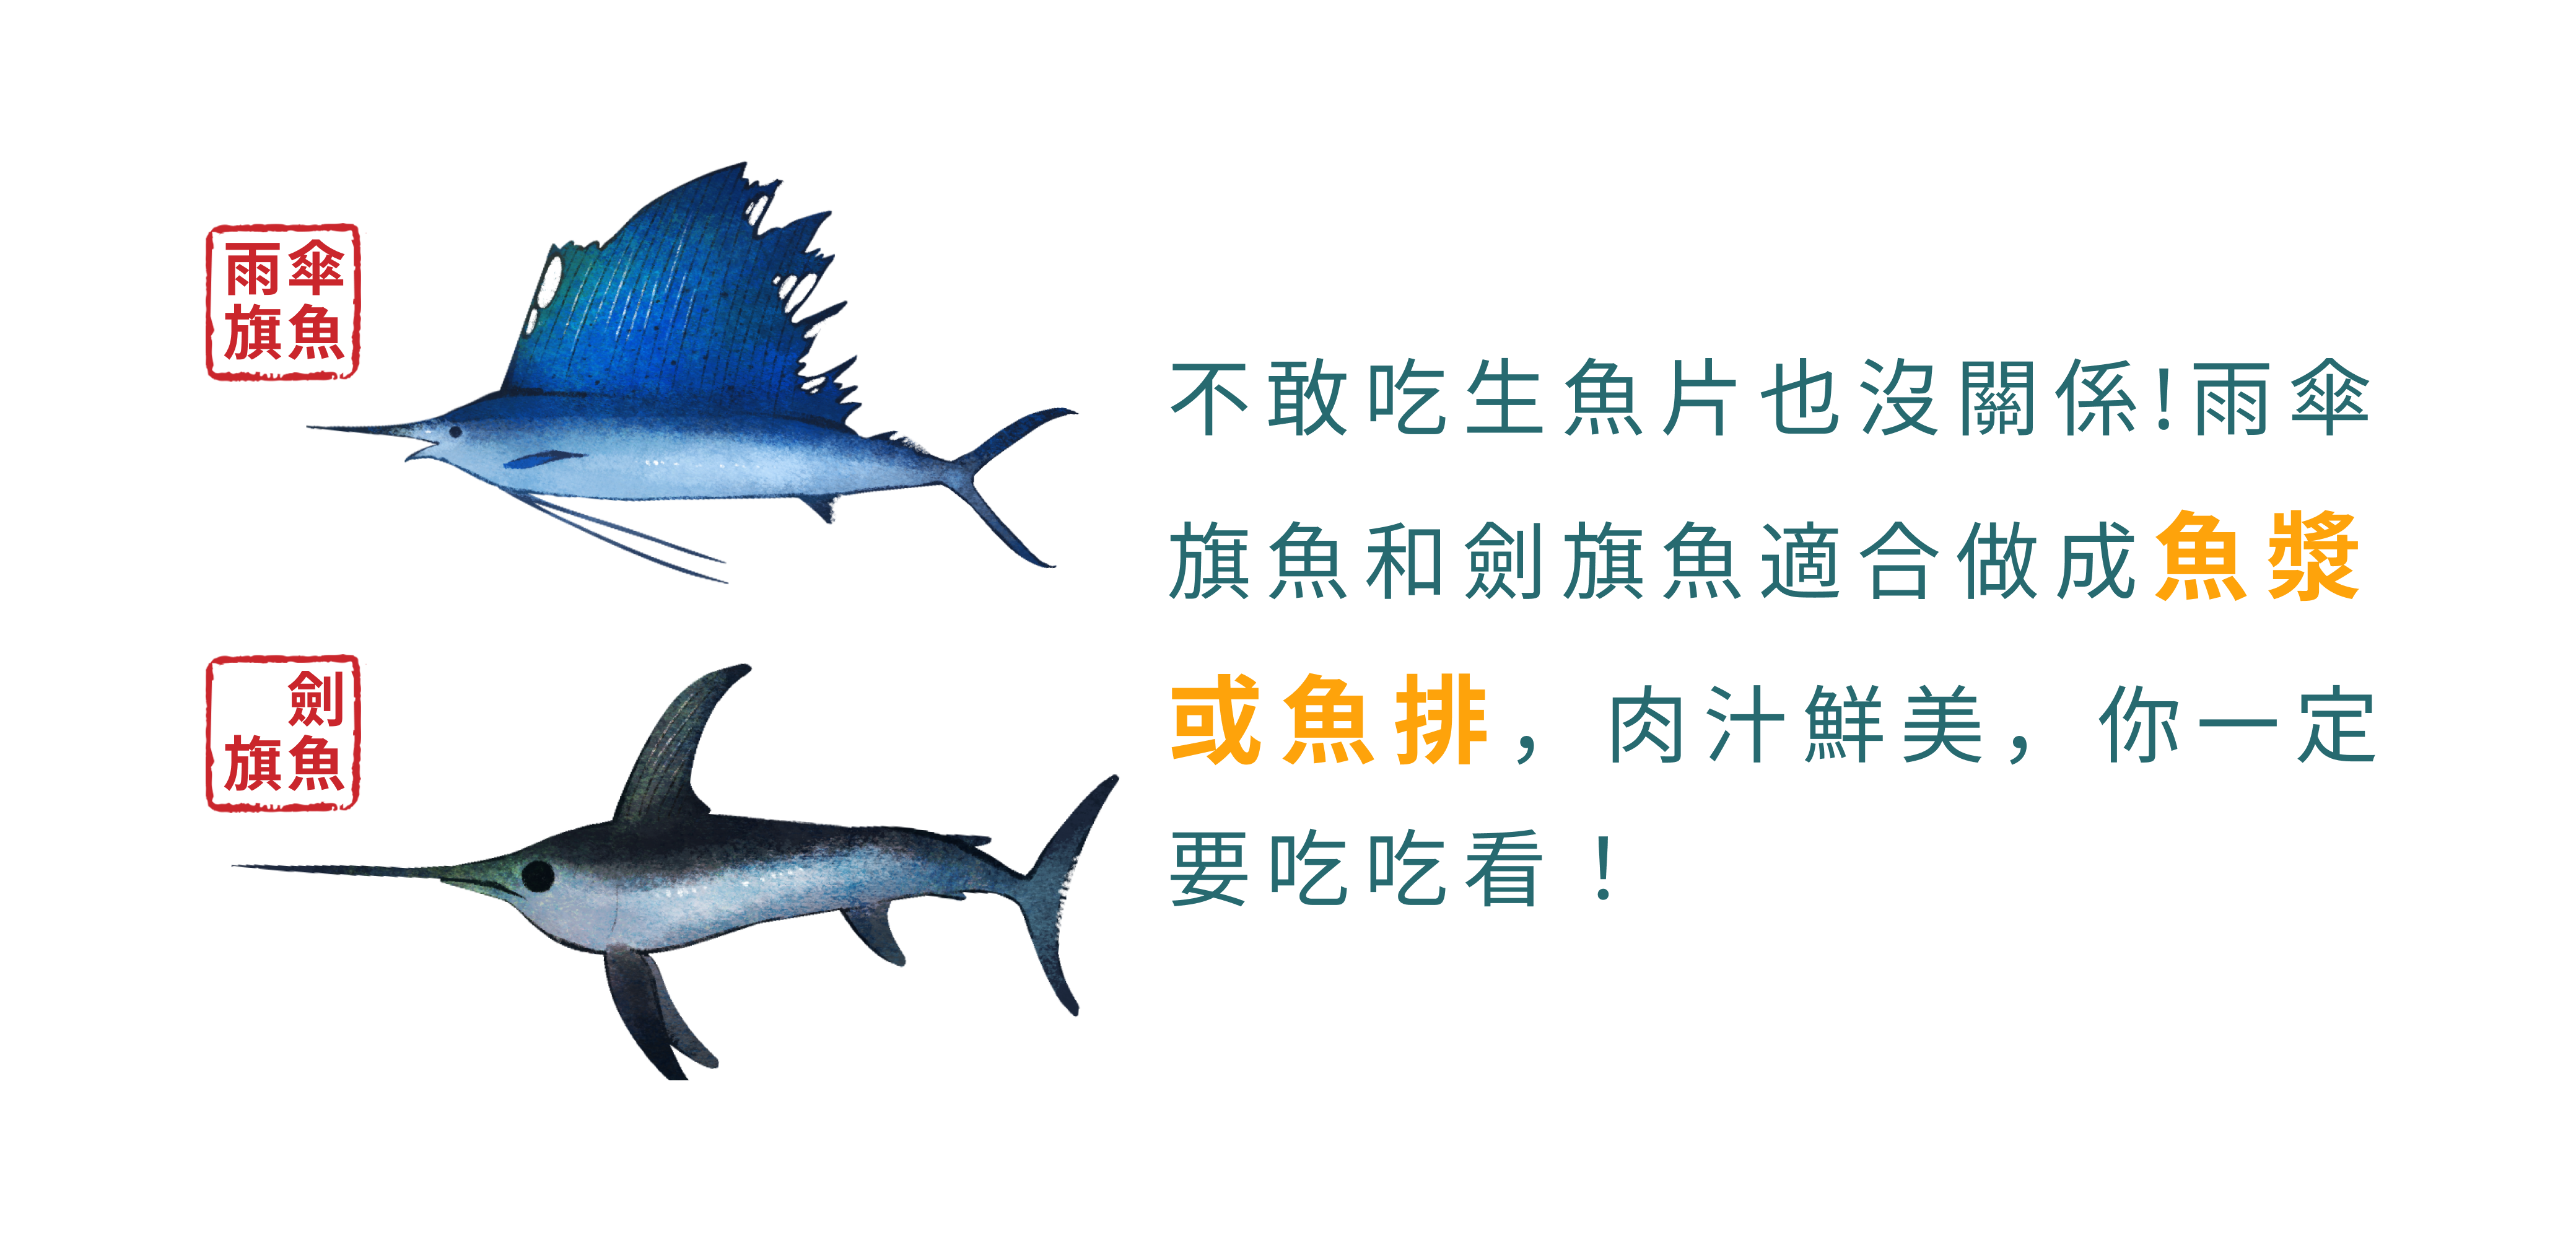 雨傘
旗魚
不敢吃生魚片也沒關係!雨傘
旗魚和劍旗魚適合做成魚漿
或魚排，肉汁鮮美，你一定
要吃吃看！
劍
旗魚